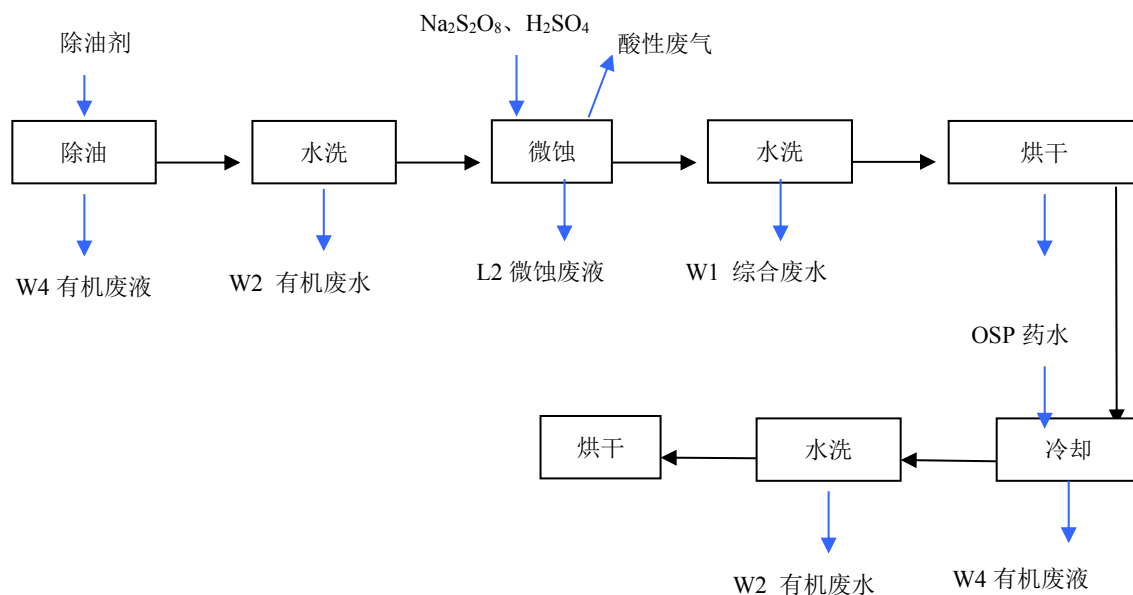 除油剂
Na₂S₂O₈、H₂SO₄
酸性废气
除油
水洗
微蚀
水洗
烘干
W4 有机废液
W2 有机废水
L2 微蚀废液
W1 综合废水
OSP 药水
烘干
水洗
冷却
W2 有机废水
W4 有机废液